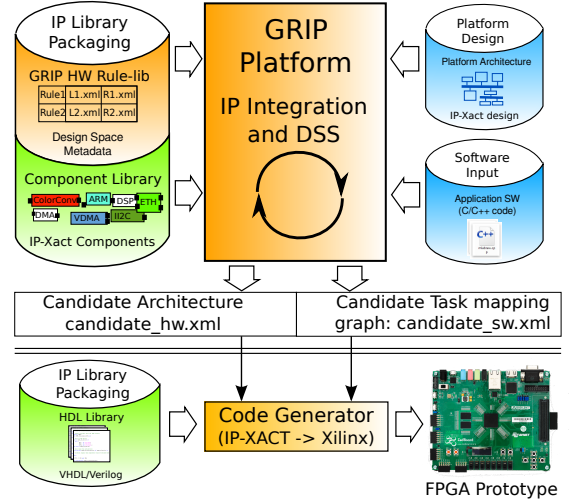 IP Library
Packaging
GRIP HW Rule-lib
Rule1 L1.xml R1.xml
Rule2 L2.xml R2.xml
Design Space
Metadata
Component Library
ColorConv ARM DSP ETH
DMA VDMA II2C
IP-Xact Components
GRIP
Platform
IP Integration
and DSS
Platform
Design
Platform Architecture
IP-Xact design
Software
Input
Application SW
(C/C++ code)
C++
Candidate Architecture
candidate_hw.xml
Candidate Task mapping
graph: candidate_sw.xml
IP Library
Packaging
HDL Library
VHDL/Verilog
Code Generator
(IP-XACT -> Xilinx)
FPGA Prototype